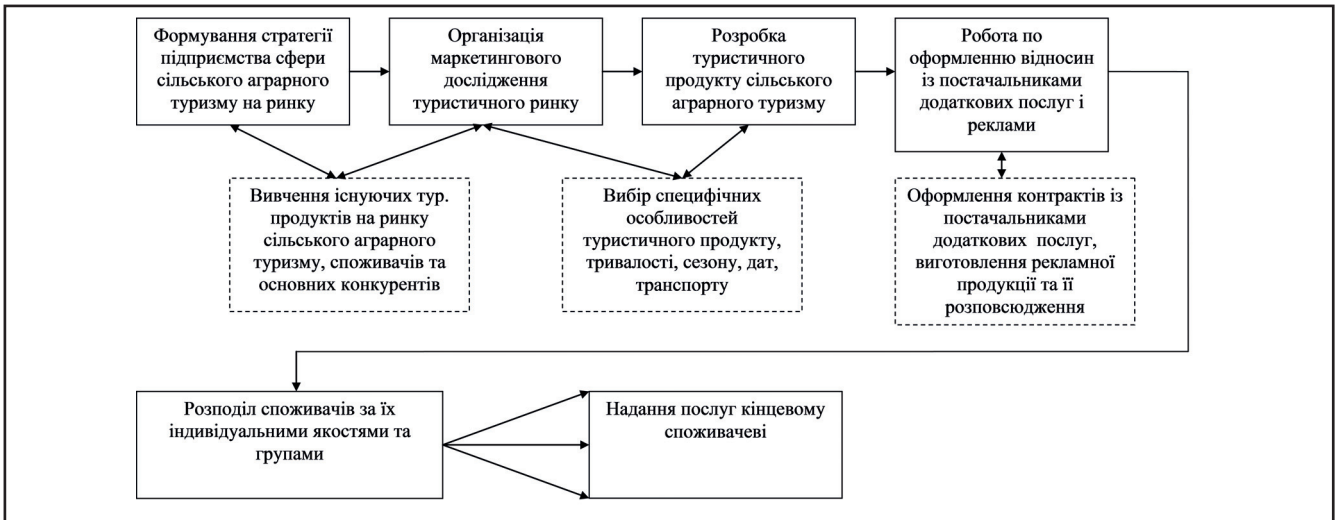 Формування стратегії
підприємства сфери
сільського аграрного
туризму на ринку
Організація
маркетингового
дослідження
туристичного ринку
Розробка
туристичного
продукту сільського
аграрного туризму
Робота по
оформленню відносин
із постачальниками
додаткових послуг і
реклами
Вивчення існуючих тур.
продуктів на ринку
сільського аграрного
туризму, споживачів та
основних конкурентів
Вибір специфічних
особливостей
туристичного продукту,
тривалості, сезону, дат,
транспорту
Оформлення контрактів із
постачальниками
додаткових послуг,
виготовлення рекламної
продукції та її
розповсюдження
Розподіл споживачів за їх
індивідуальними якостями та
групами
Надання послуг кінцевому
споживачеві